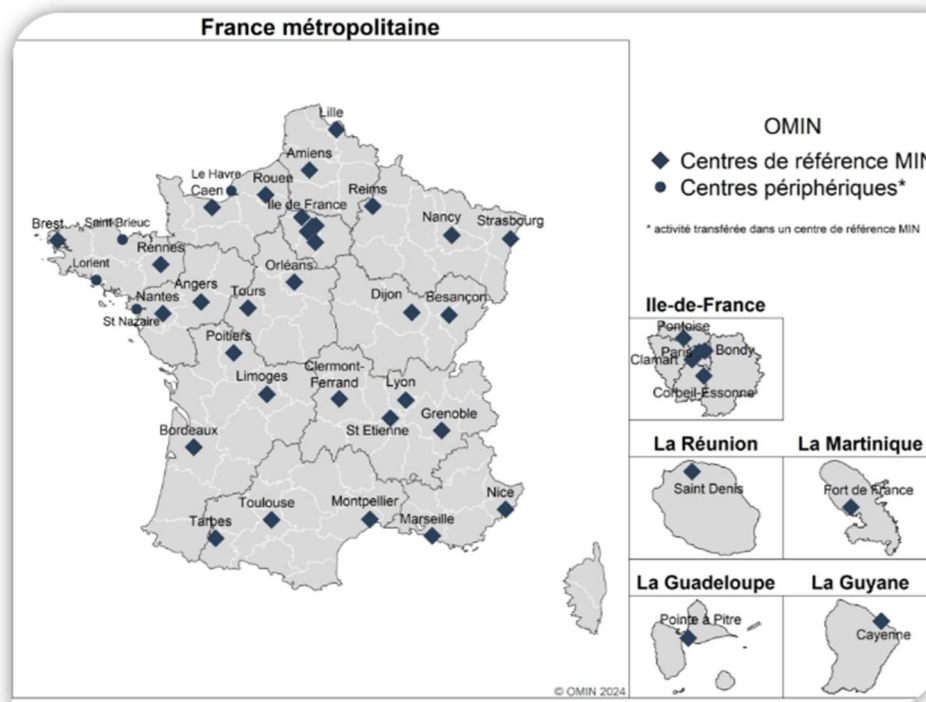 France métropolitaine
Lille
Amiens
Le Havre
Rouen
Caen
Reims
Ile de France
Nancy
Strasbourg
Brest
Saint Brieuc
Rennes
Lorient
Orléans
Angers
Nantes
Tours
Dijon
Besançon
St Nazaire
Poitiers
Clermont-
Ferrand
Limoges
Lyon
Grenoble
St Etienne
Bordeaux
Toulouse
Montpellier
Nice
Tarbes
Marseille
© OMIN 2024
OMIN
Centres de référence MIN
Centres périphériques*
* activité transférée dans un centre de référence MIN
Ile-de-France
Pontoise
Paris
Bondy
Clamart
Corbeil-Essonne
La Réunion
Saint Denis
La Martinique
Fort de France
La Guadeloupe
Pointe à Pitre
La Guyane
Cayenne